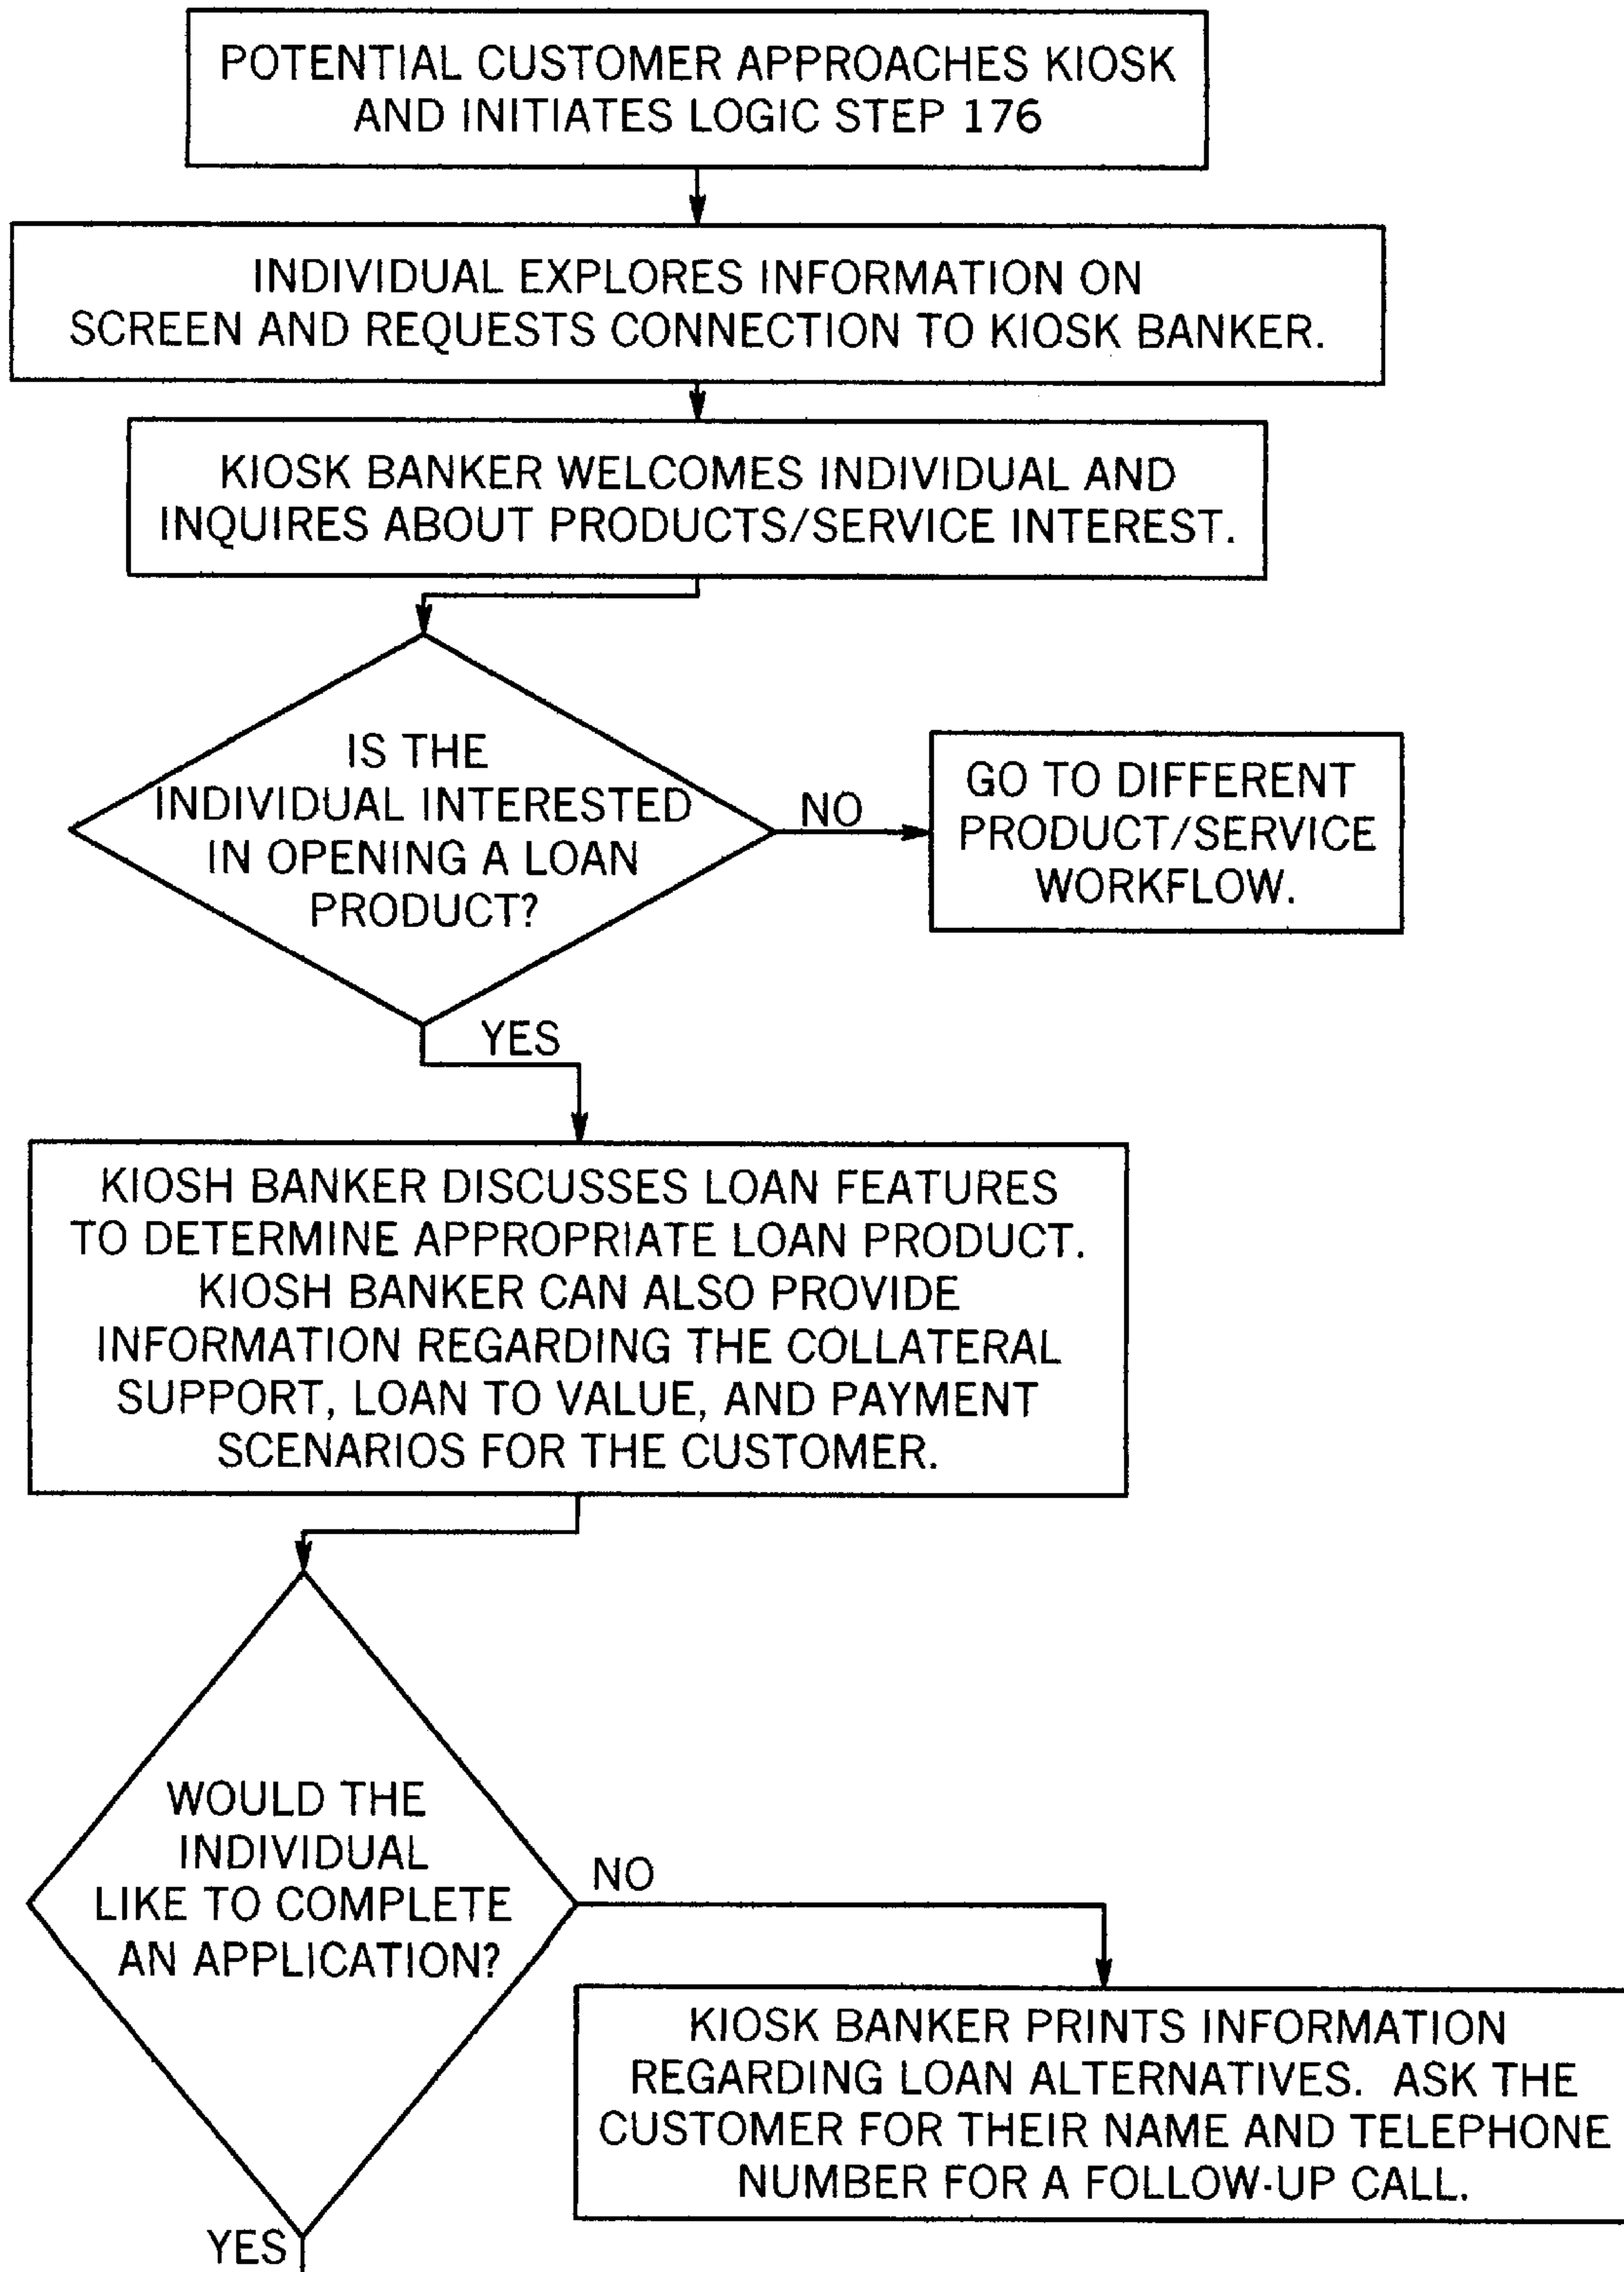 POTENTIAL CUSTOMER APPROACHES KIOSK
AND INITIATES LOGIC STEP 176
INDIVIDUAL EXPLORES INFORMATION ON
SCREEN AND REQUESTS CONNECTION TO KIOSK BANKER.
KIOSK BANKER WELCOMES INDIVIDUAL AND
INQUIRES ABOUT PRODUCTS/SERVICE INTEREST.
IS THE
INDIVIDUAL INTERESTED
IN OPENING A LOAN
PRODUCT?
NO
GO TO DIFFERENT
PRODUCT/SERVICE
WORKFLOW.
YES
KIOSH BANKER DISCUSSES LOAN FEATURES
TO DETERMINE APPROPRIATE LOAN PRODUCT.
KIOSH BANKER CAN ALSO PROVIDE
INFORMATION REGARDING THE COLLATERAL
SUPPORT, LOAN TO VALUE, AND PAYMENT
SCENARIOS FOR THE CUSTOMER.
WOULD THE
INDIVIDUAL
LIKE TO COMPLETE
AN APPLICATION?
NO
KIOSK BANKER PRINTS INFORMATION
REGARDING LOAN ALTERNATIVES. ASK THE
CUSTOMER FOR THEIR NAME AND TELEPHONE
NUMBER FOR A FOLLOW-UP CALL.
YES